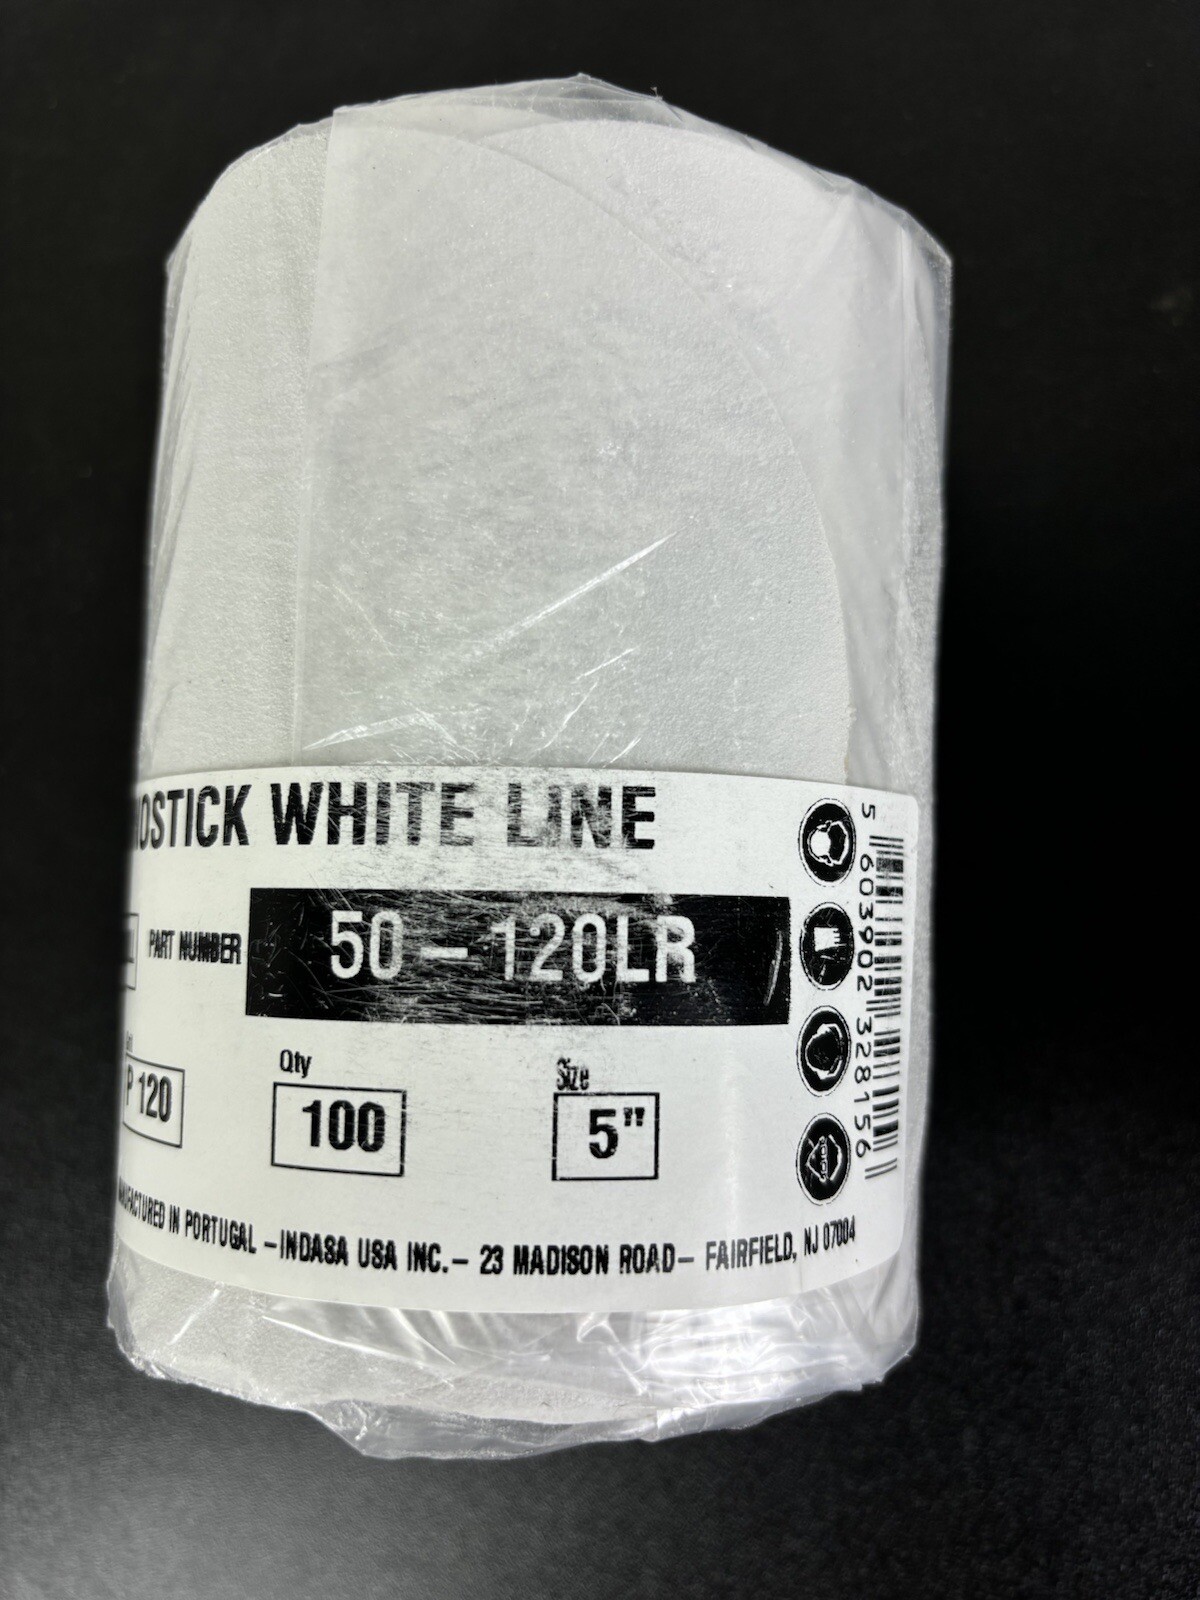 OSTICK WHITE LINE
PART NUMBER
50 - 120LR
P 120
Qty
100
Size
5"
MANUFACTURED IN PORTUGAL - INDASA USA INC. - 23 MADISON ROAD - FAIRFIELD, NJ 07004
5 603902 328156